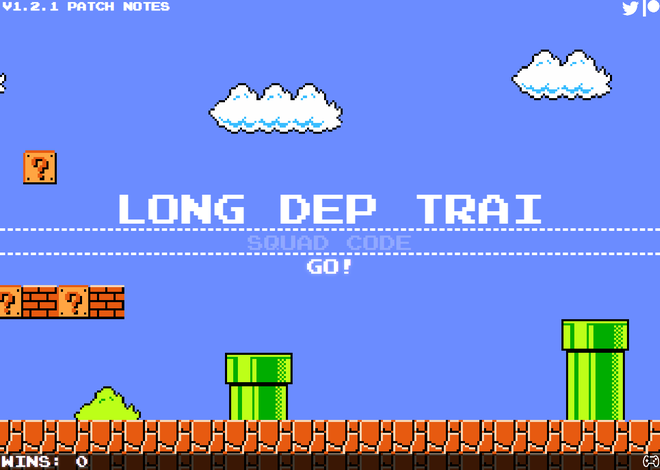 V1.2.1 PATCH NOTES
LONG DEP TRAI
SQUAD CODE
GO!
WINS: 0